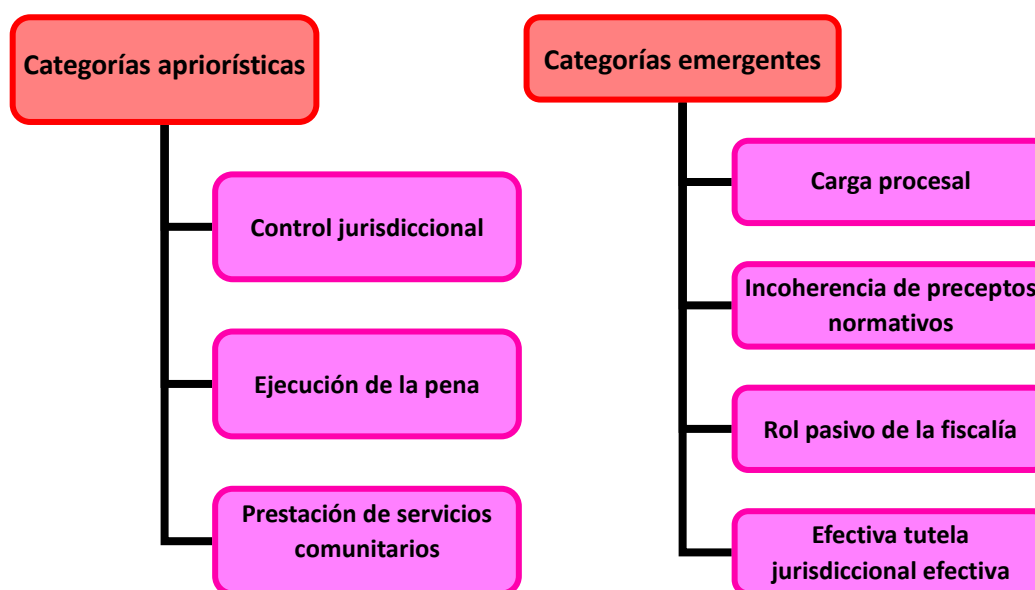 Categorías apriorísticas
Control jurisdiccional
Ejecución de la pena
Prestación de servicios
comunitarios
Categorías emergentes
Carga procesal
Incoherencia de preceptos
normativos
Rol pasivo de la fiscalía
Efectiva tutela
jurisdiccional efectiva